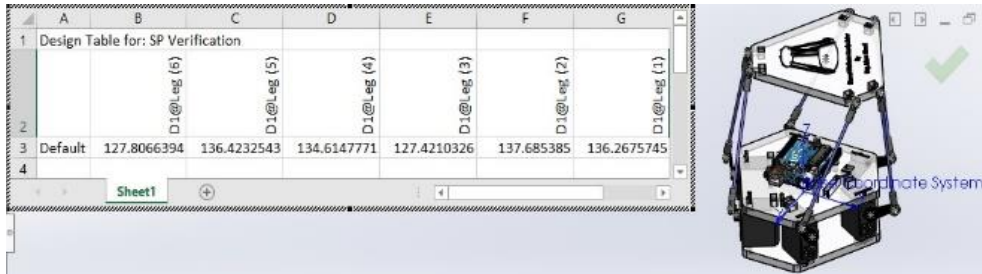 A B C D E F G
1 Design Table for: SP Verification
2 D1@Leg (6) D1@Leg (5) D1@Leg (4) D1@Leg (3) D1@Leg (2) D1@Leg (1)
3 Default 127.8066394 136.4232543 134.6147771 127.4210326 137.685385 136.2675745
4
Sheet1
Z
Coordinate System